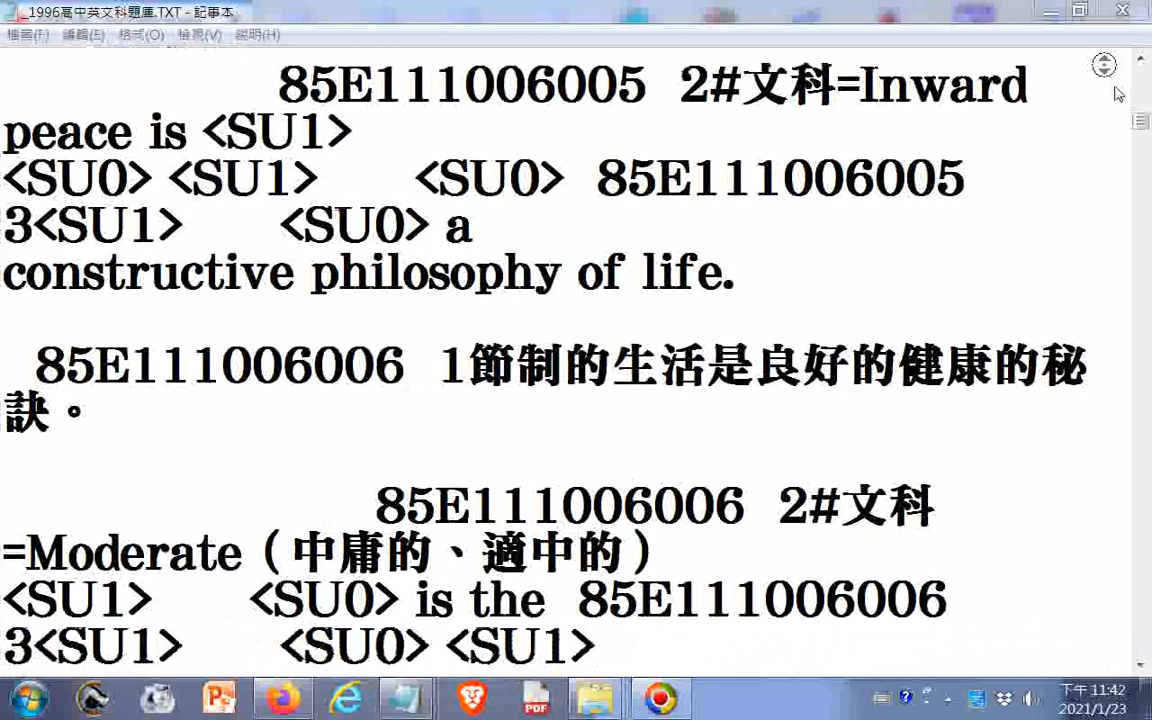 _1996高中英文科題庫.TXT - 記事本
檔案(F) 編輯(E) 格式(O) 檢視(V) 說明(H)
85E111006005 2#文科=Inward
peace is <SU1>
<SU0> <SU1> <SU0> 85E111006005
3<SU1> <SU0> a
constructive philosophy of life.
85E111006006 1節制的生活是良好的健康的秘
訣。
85E111006006 2#文科
=Moderate（中庸的、適中的）
<SU1> <SU0> is the 85E111006006
3<SU1> <SU0> <SU1>
PDF
下午 11:42
2021/1/23